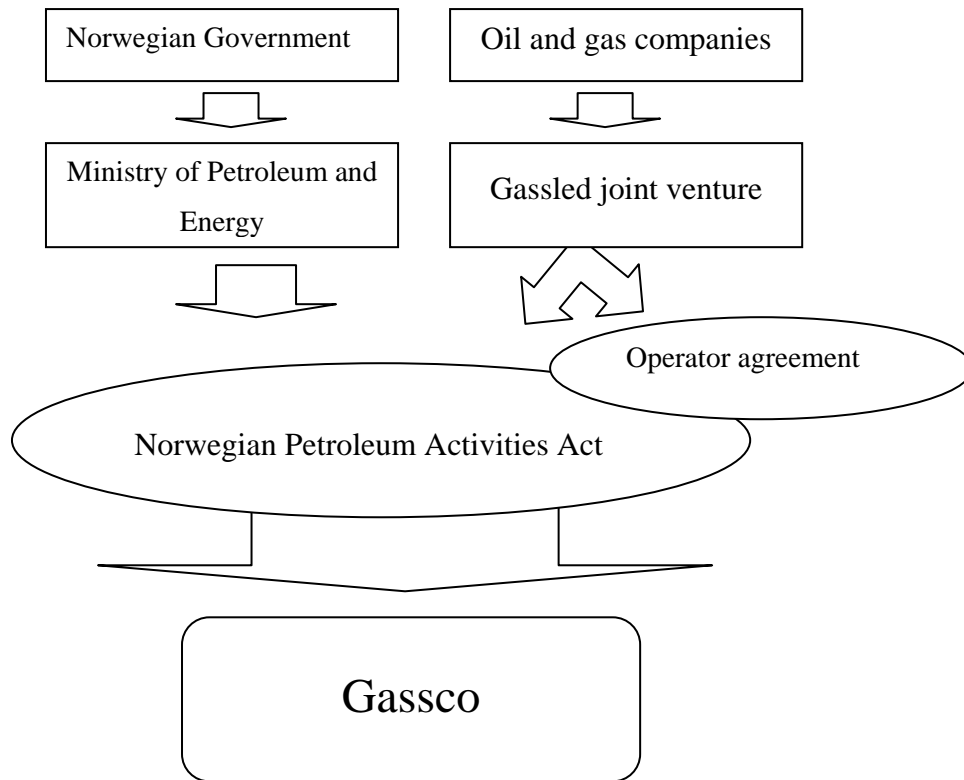 Norwegian Government
Oil and gas companies
Ministry of Petroleum and
Energy
Gassled joint venture
Operator agreement
Norwegian Petroleum Activities Act
Gassco